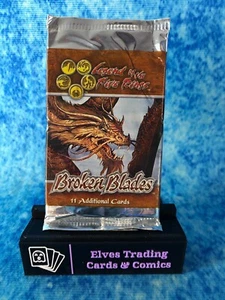 Legend of the
Five Rings
Broken Blades
11 Additional Cards
Elves Trading
Cards & Comics